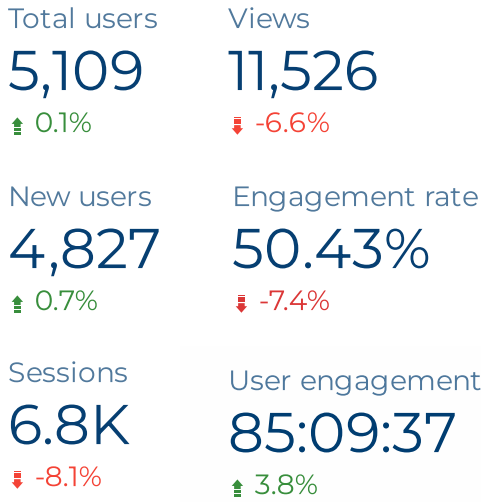 Total users
5,109
0.1%
Views
11,526
-6.6%
New users
4,827
0.7%
Engagement rate
50.43%
-7.4%
Sessions
6.8K
-8.1%
User engagement
85:09:37
3.8%